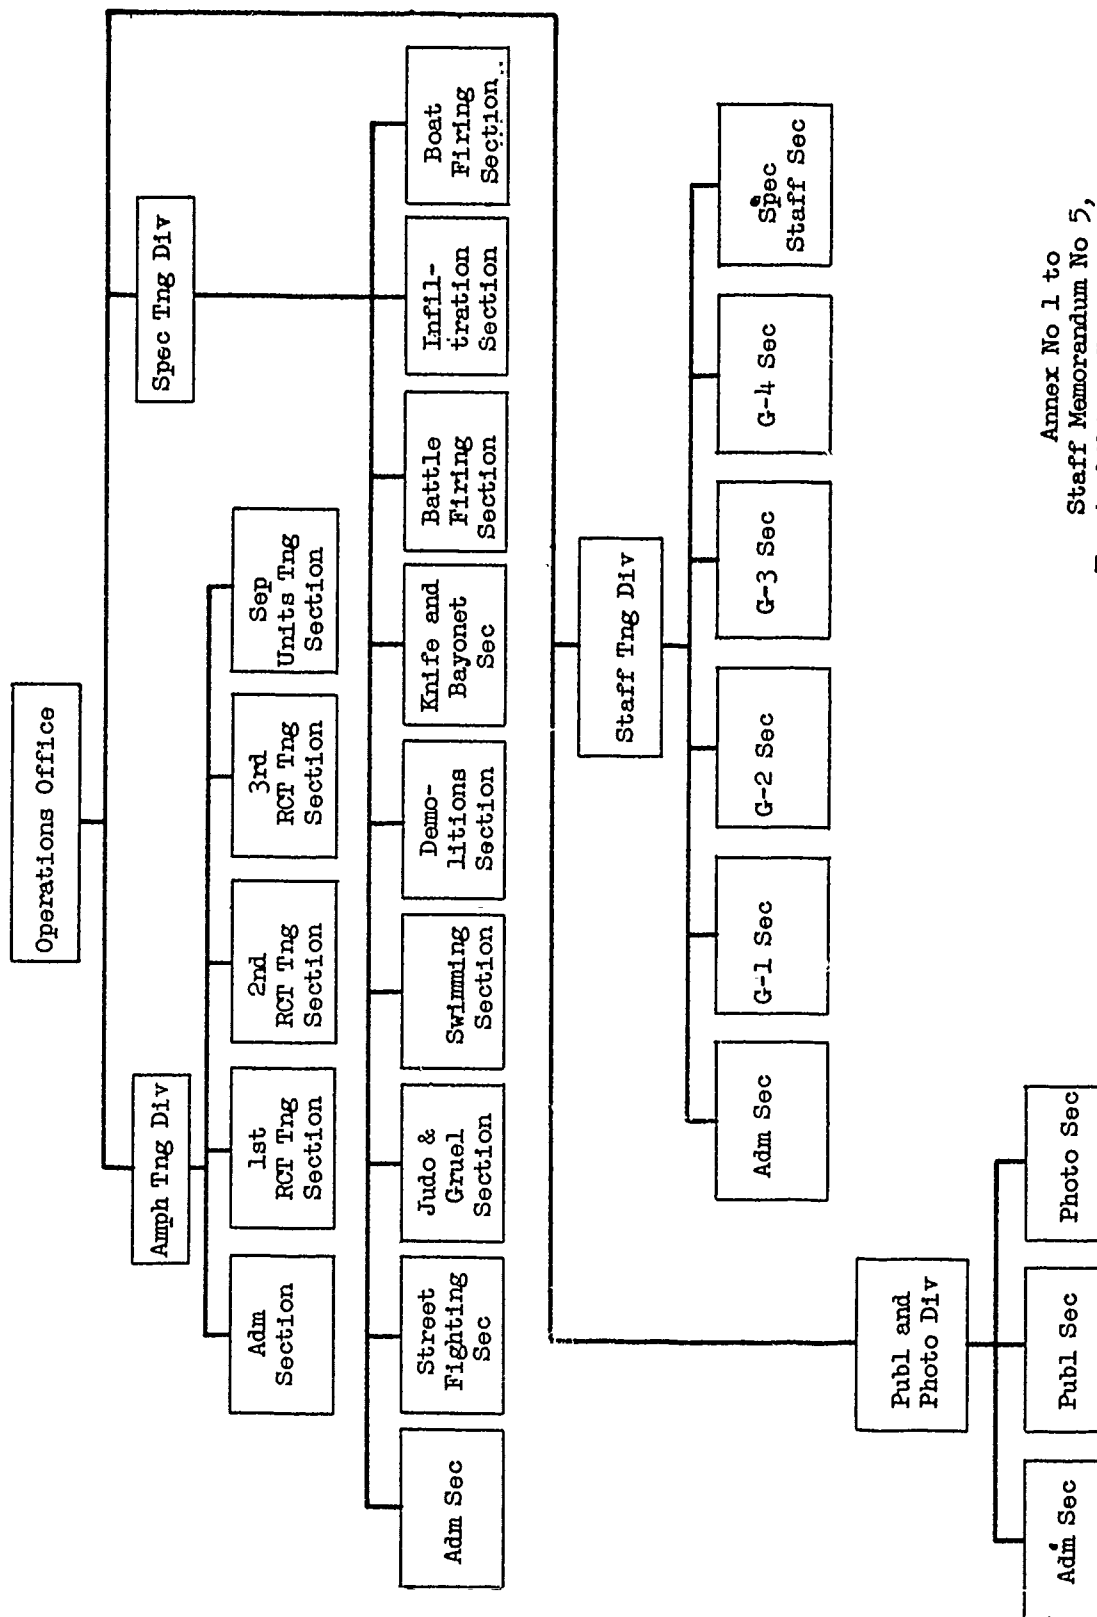 Operations Office
Amph Tng Div
Spec Tng Div
Adm
Section
1st
RCT Tng
Section
2nd
RCT Tng
Section
3rd
RCT Tng
Section
Sep
Units Tng
Section
Adm Sec
Street
Fighting
Sec
Judo &
Gruel
Section
Swimming
Section
Demo-
litions
Section
Knife and
Bayonet
Sec
Battle
Firing
Section
Infil-
tration
Section
Boat
Firing
Section
Staff Tng Div
Adm Sec
G-1 Sec
G-2 Sec
G-3 Sec
G-4 Sec
Spec
Staff Sec
Publ and
Photo Div
Adm Sec
Publ Sec
Photo Sec
Annex No 1 to
Staff Memorandum No 5,